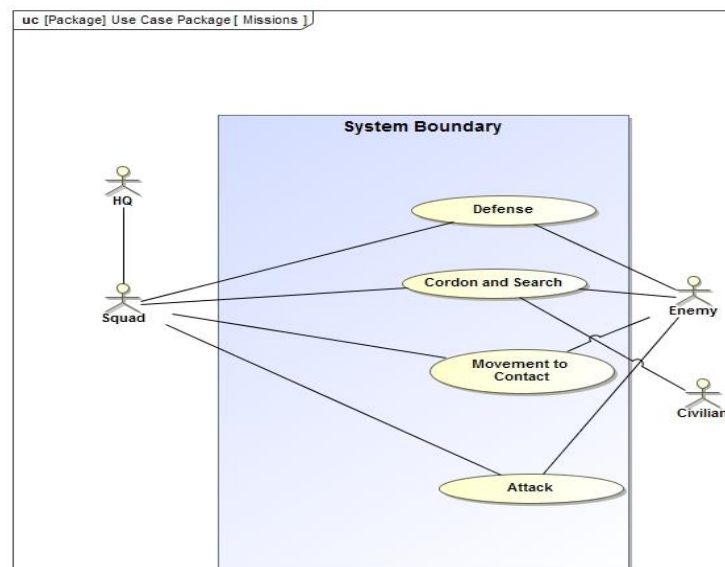 uc [Package] Use Case Package [ Missions ]
System Boundary
HQ
Defense
Squad
Cordon and Search
Enemy
Movement to
Contact
Civilian
Attack